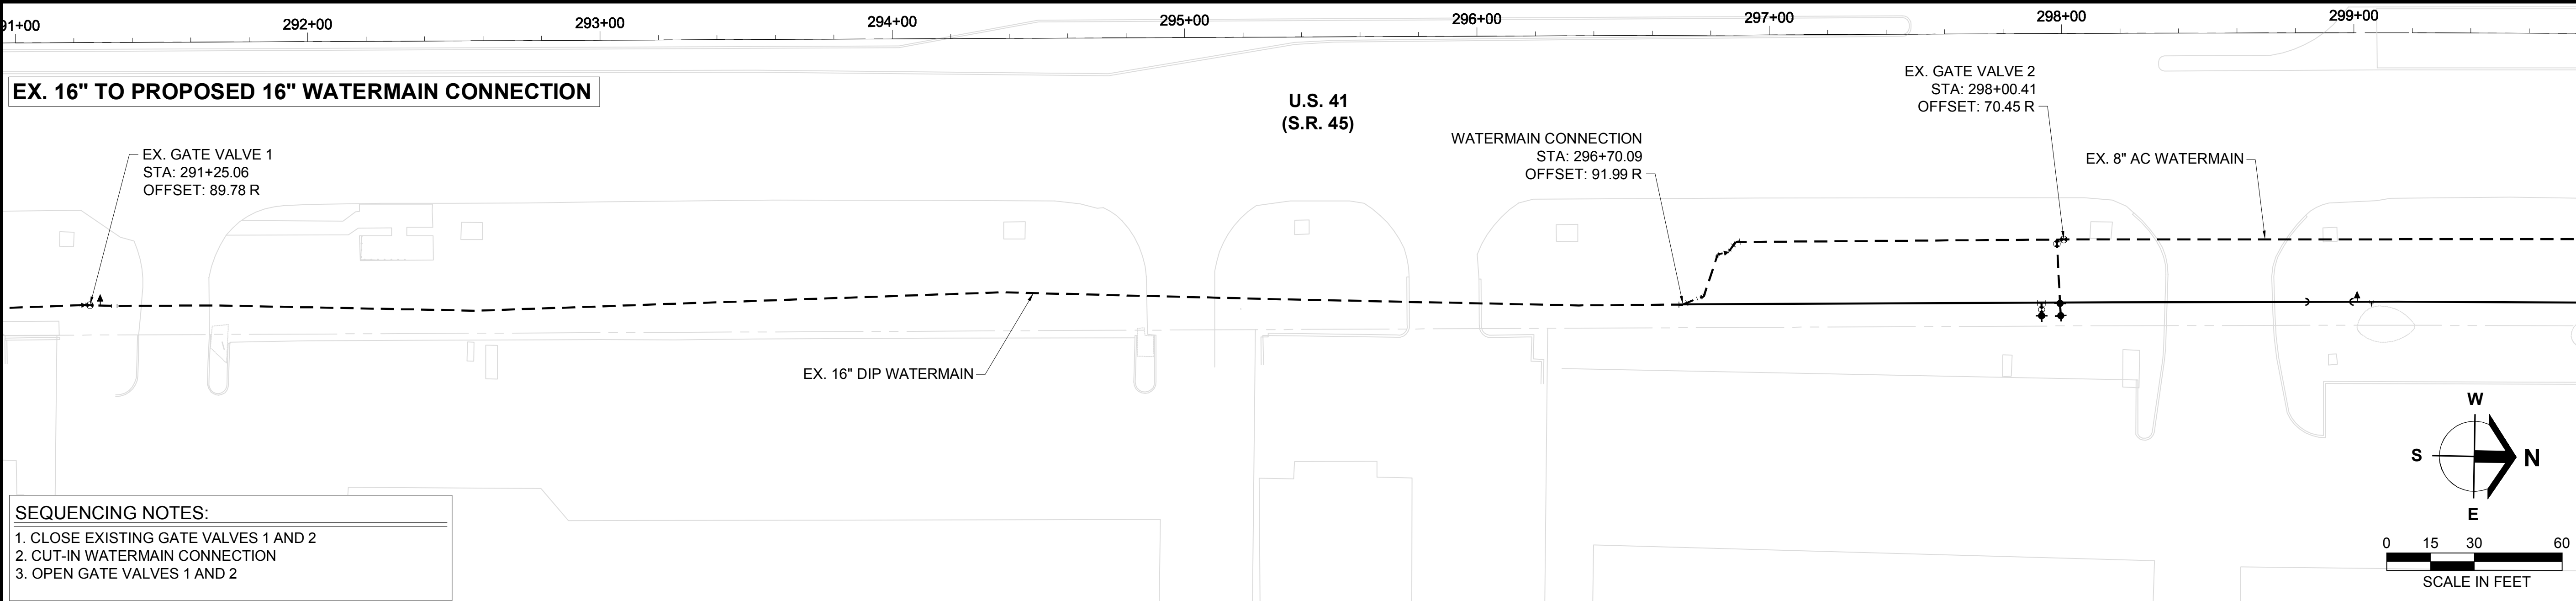 91+00
292+00
293+00
294+00
295+00
296+00
297+00
298+00
299+00
EX. 16" TO PROPOSED 16" WATERMAIN CONNECTION
U.S. 41
(S.R. 45)
EX. GATE VALVE 1
STA: 291+25.06
OFFSET: 89.78 R
WATERMAIN CONNECTION
STA: 296+70.09
OFFSET: 91.99 R
EX. GATE VALVE 2
STA: 298+00.41
OFFSET: 70.45 R
EX. 8" AC WATERMAIN
EX. 16" DIP WATERMAIN
SEQUENCING NOTES:
1. CLOSE EXISTING GATE VALVES 1 AND 2
2. CUT-IN WATERMAIN CONNECTION
3. OPEN GATE VALVES 1 AND 2
W
S
N
E
0 15 30 60
SCALE IN FEET